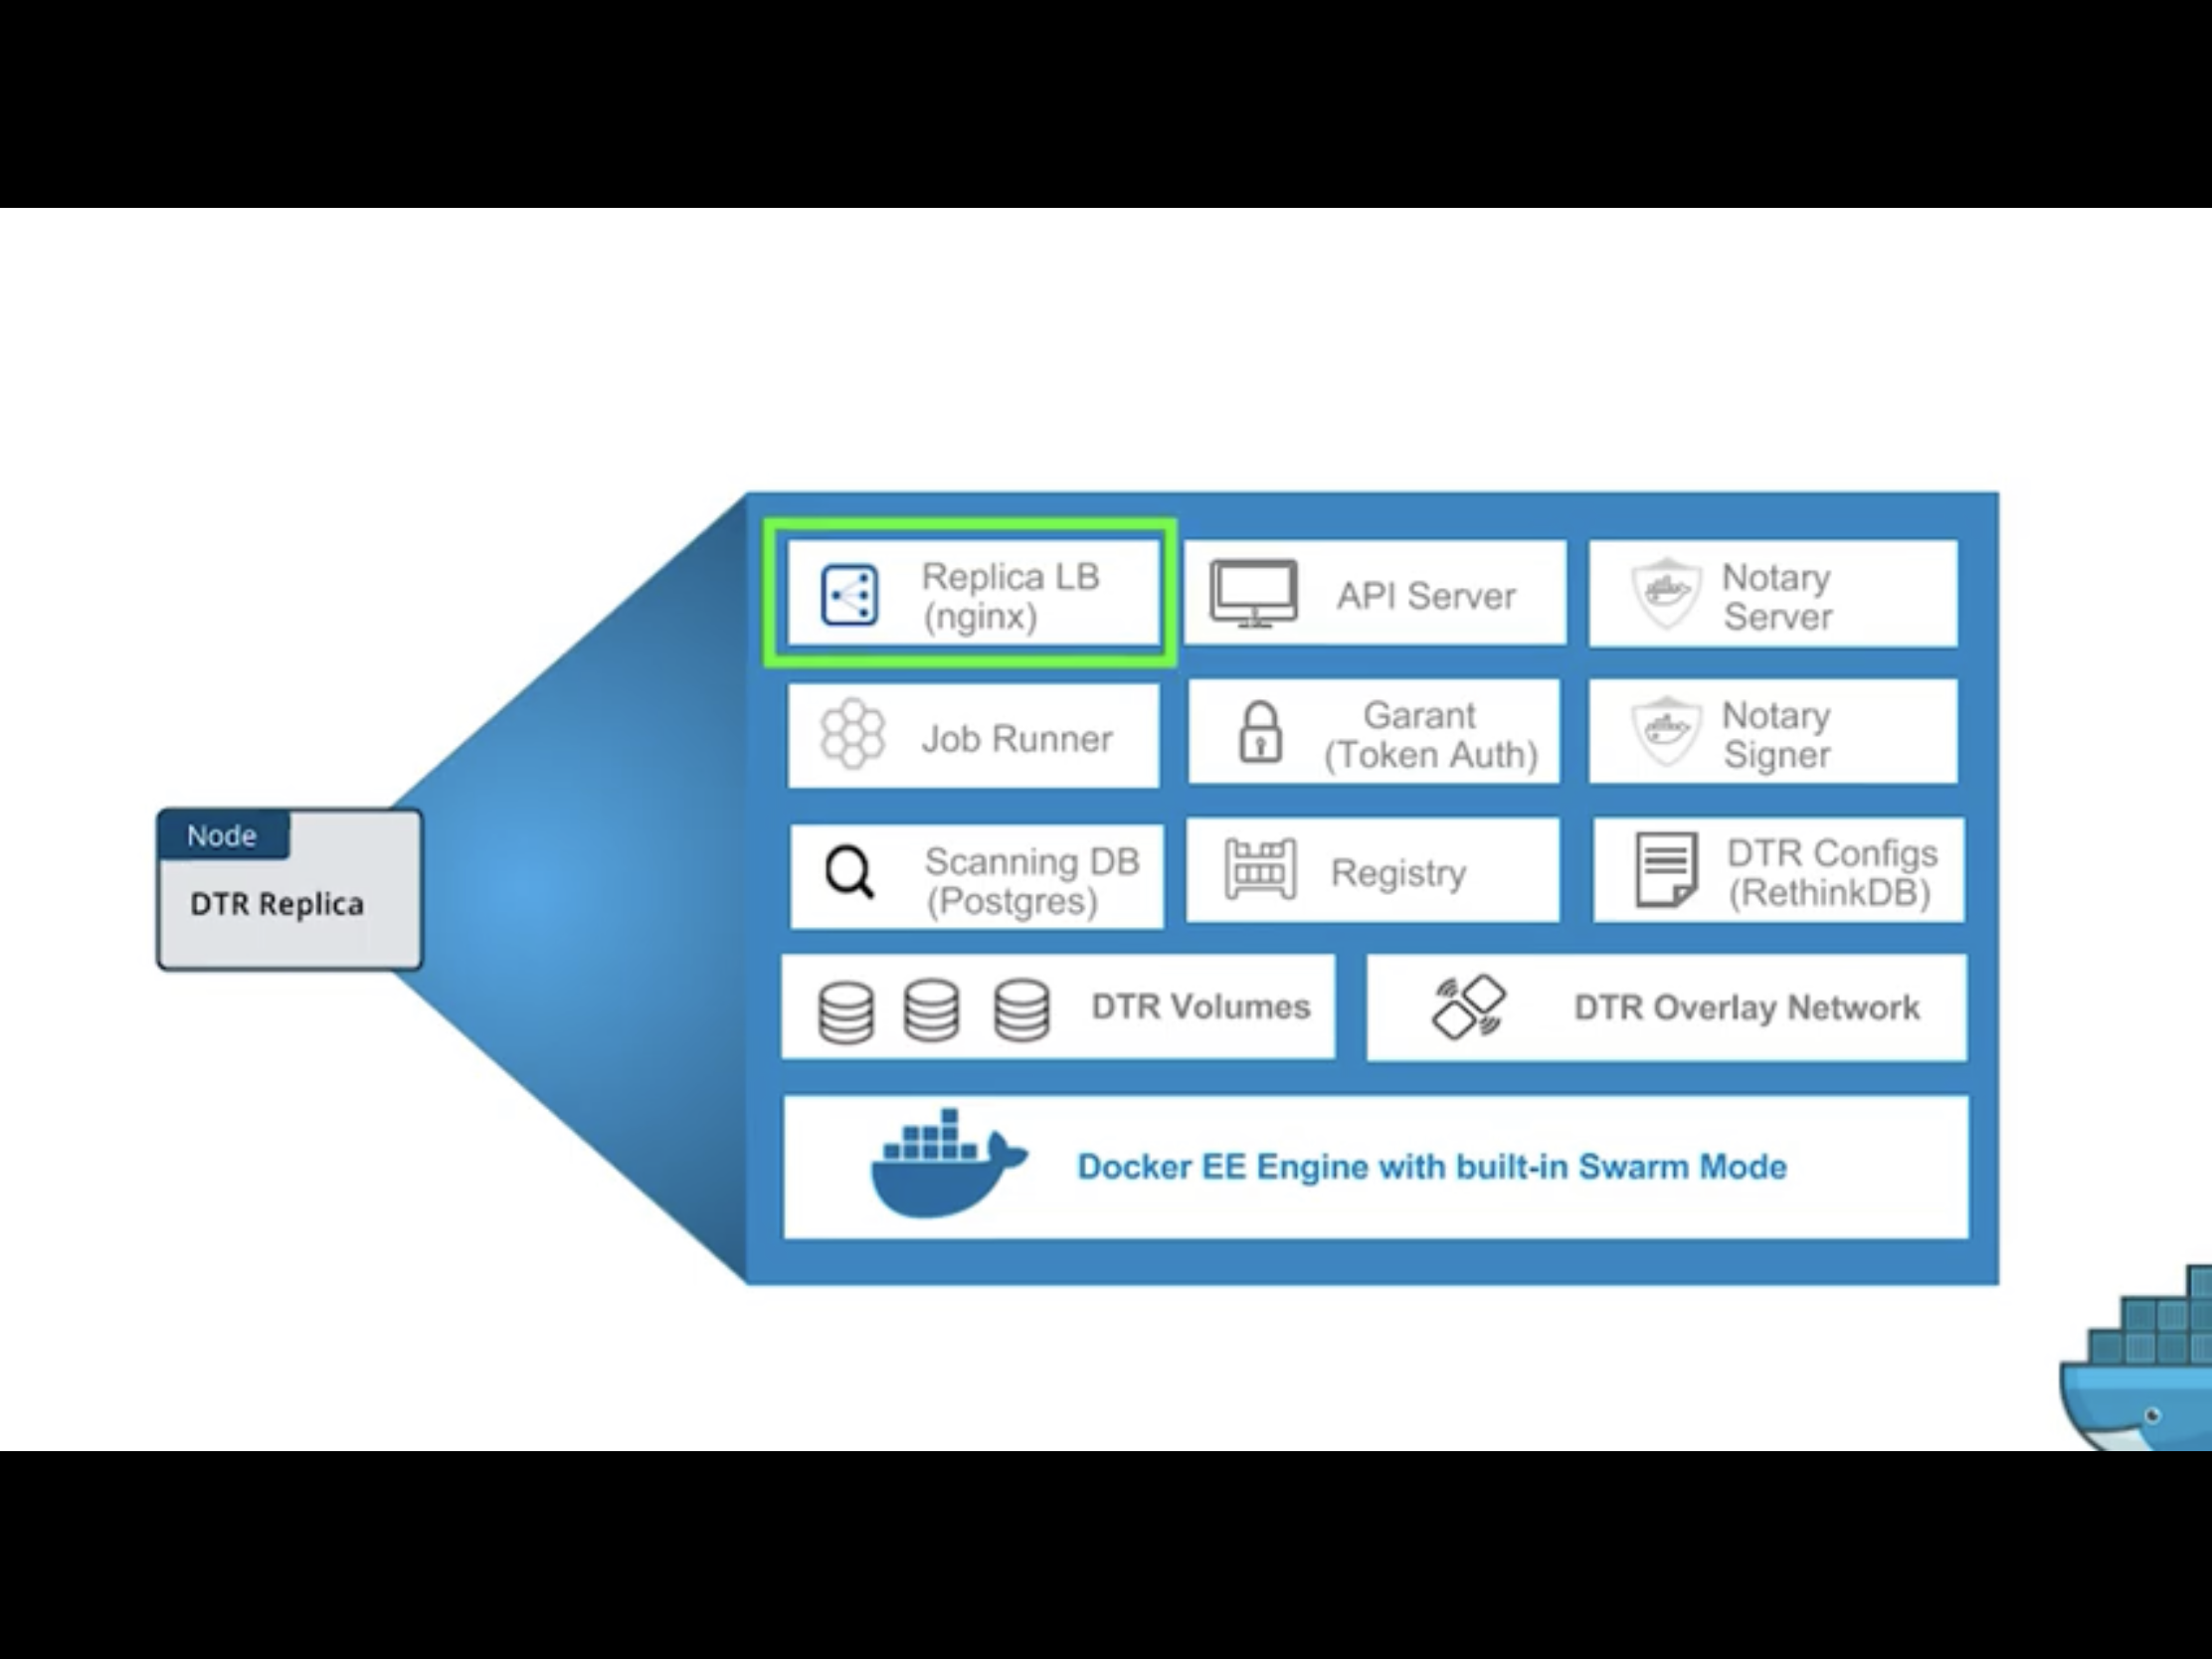 Node
DTR Replica
Replica LB
(nginx)
API Server
Notary
Server
Job Runner
Garant
(Token Auth)
Notary
Signer
Scanning DB
(Postgres)
Registry
DTR Configs
(RethinkDB)
DTR Volumes
DTR Overlay Network
Docker EE Engine with built-in Swarm Mode